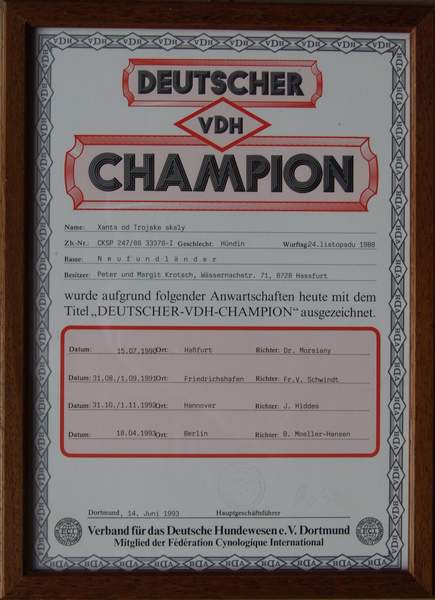 DEUTSCHER
VDH
CHAMPION
Name: Xanta od Trojske skaly
Zb.-Nr.: CKSP 247/88 33378-I Geschlecht: Hündin Wurftag 24.listopadu 1988
Rasse: Neufundländer
Besitzer: Peter und Margit Krotsch, Wässernachstr. 71, 8728 Hassfurt
wurde aufgrund folgender Anwartschaften heute mit dem
Titel „DEUTSCHER-VDH-CHAMPION“ ausgezeichnet.
Datum: 15.07.1990 Ort: Haßfurt Richter: Dr. Morsiany
Datum: 31.08./1.09.1991 Ort: Friedrichshafen Richter: Fr.V. Schwindt
Datum: 31.10./1.11.1992 Ort: Hannover Richter: J. Hiddes
Datum: 18.04.1993 Ort: Berlin Richter: B. Moeller-Hansen
Dortmund, 14. Juni 1993 Hauptgeschäftsführer
Verband für das Deutsche Hundewesen e.V. Dortmund
Mitglied der Fédération Cynologique International